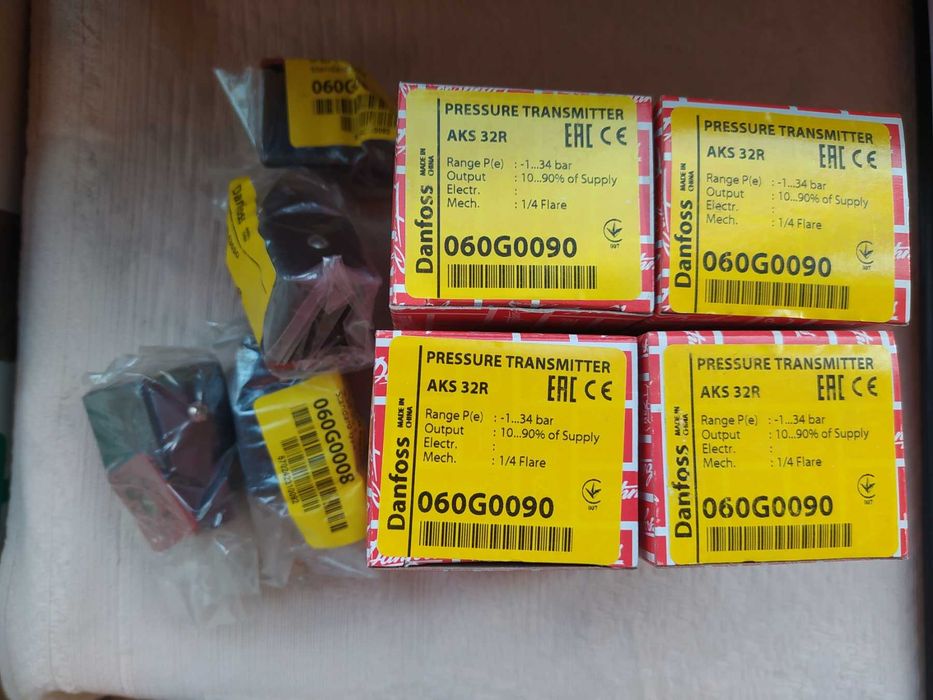 060G
Danfoss
060G0008
PRESSURE TRANSMITTER
AKS 32R
EAC CE
Range P(e) : -1...34 bar
Output : 10...90% of Supply
Electr. :
Mech. : 1/4 Flare
Danfoss
MADE IN
CHINA
060G0090
PRESSURE TRANSMITTER
AKS 32R
EAC CE
Range P(e) : -1...34 bar
Output : 10...90% of Supply
Electr. :
Mech. : 1/4 Flare
Danfoss
MADE IN
CHINA
060G0090
PRESSURE TRANSMITTER
AKS 32R
EAC CE
Range P(e) : -1...34 bar
Output : 10...90% of Supply
Electr. :
Mech. : 1/4 Flare
Danfoss
MADE IN
CHINA
060G0090
PRESSURE TRANSMITTER
AKS 32R
EAC CE
Range P(e) : -1...34 bar
Output : 10...90% of Supply
Electr. :
Mech. : 1/4 Flare
Danfoss
MADE IN
CHINA
060G0090